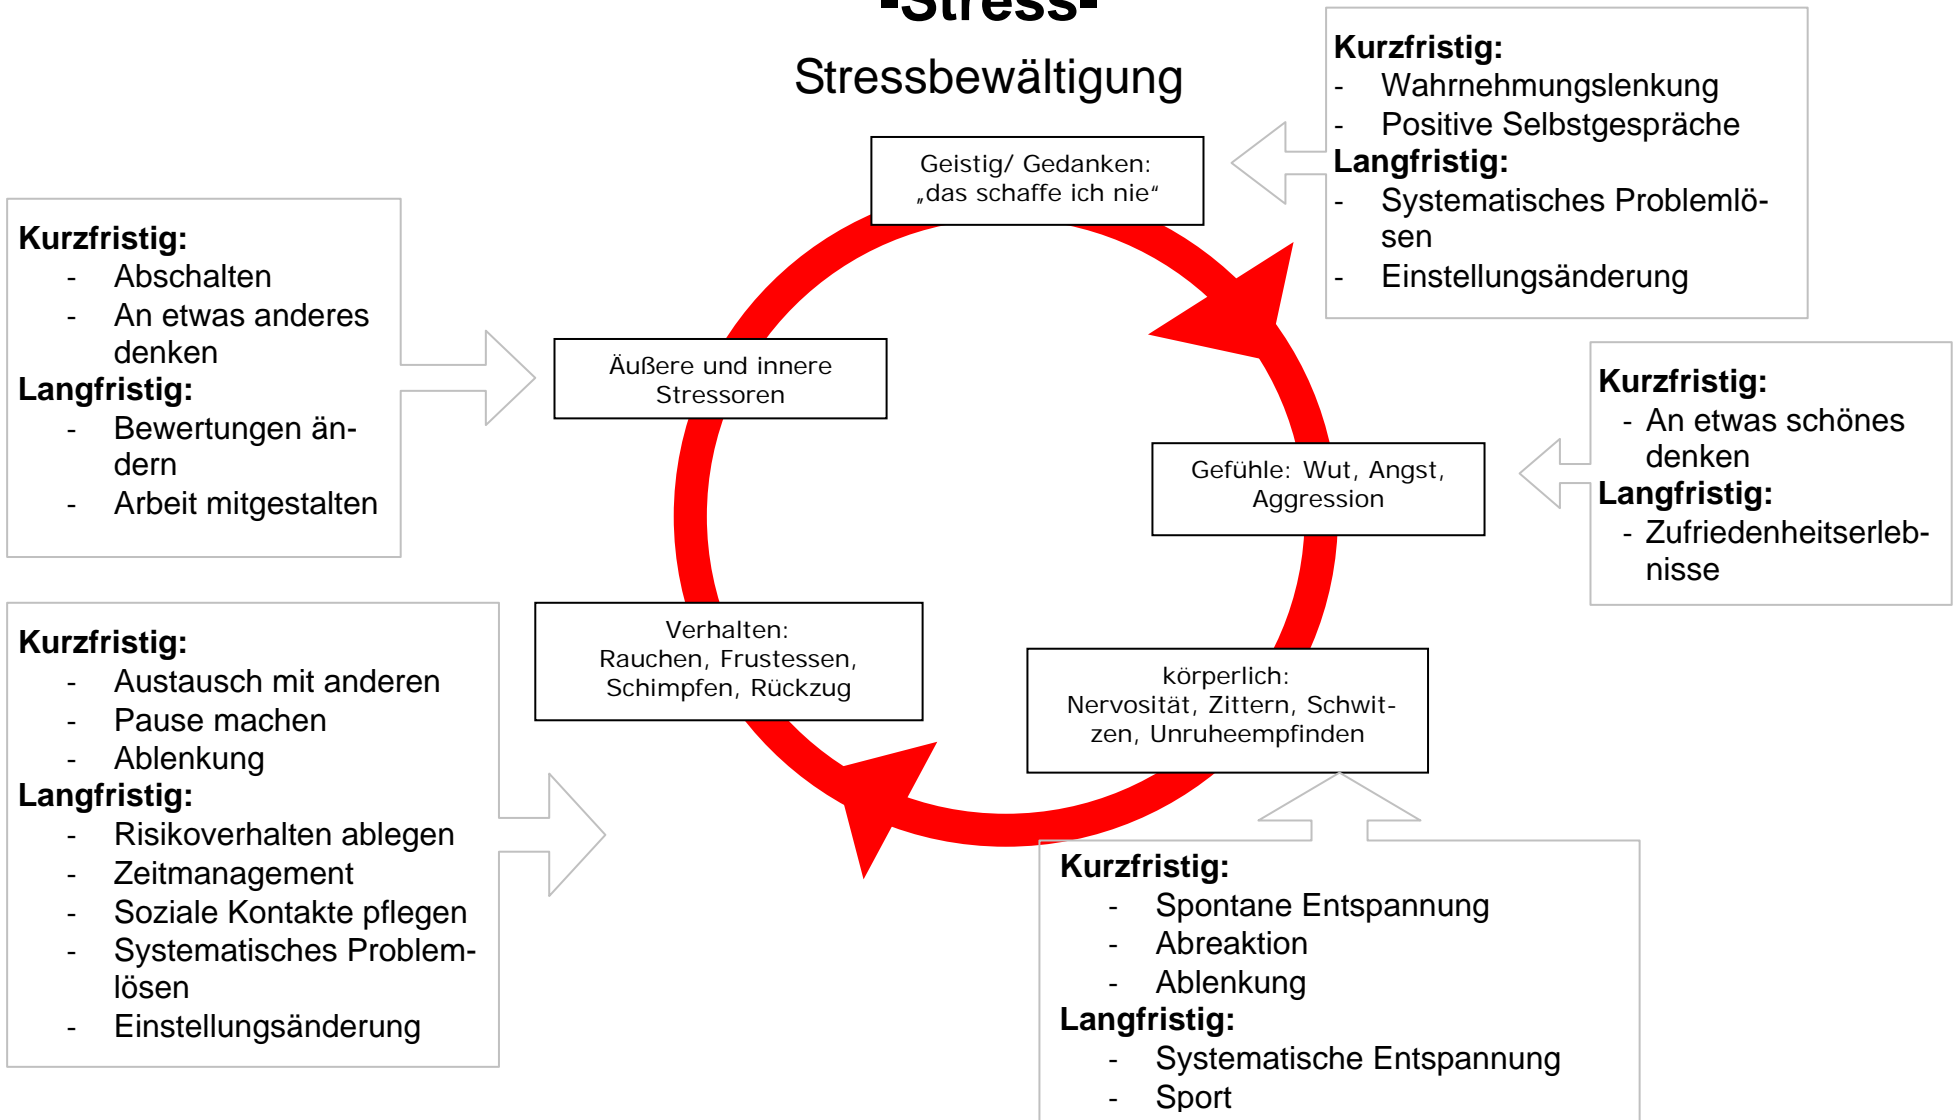 -Stress-
Stressbewältigung
Kurzfristig:
- Wahrnehmungslenkung
- Positive Selbstgespräche
Langfristig:
- Systematisches Problemlö-
sen
- Einstellungsänderung
Geistig/ Gedanken:
„das schaffe ich nie“
Kurzfristig:
- Abschalten
- An etwas anderes
denken
Langfristig:
- Bewertungen än-
dern
- Arbeit mitgestalten
Äußere und innere
Stressoren
Kurzfristig:
- An etwas schönes
denken
Langfristig:
- Zufriedenheitserleb-
nisse
Gefühle: Wut, Angst,
Aggression
Kurzfristig:
- Austausch mit anderen
- Pause machen
- Ablenkung
Langfristig:
- Risikoverhalten ablegen
- Zeitmanagement
- Soziale Kontakte pflegen
- Systematisches Problem-
lösen
- Einstellungsänderung
Verhalten:
Rauchen, Frustessen,
Schimpfen, Rückzug
körperlich:
Nervosität, Zittern, Schwit-
zen, Unruheempfinden
Kurzfristig:
- Spontane Entspannung
- Abreaktion
- Ablenkung
Langfristig:
- Systematische Entspannung
- Sport